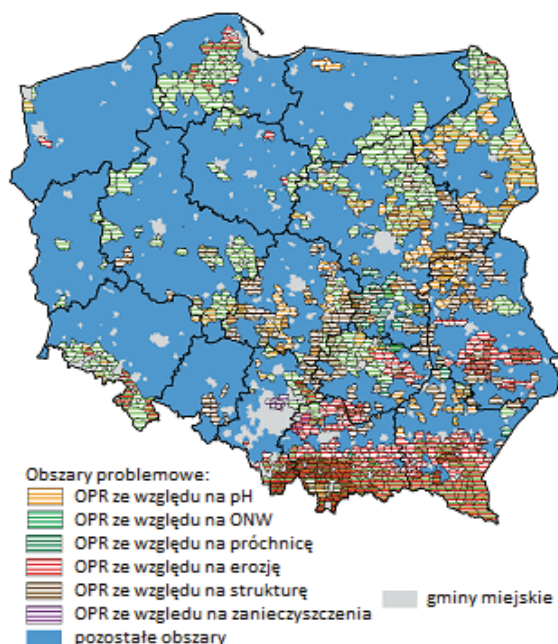 Obszary problemowe:
OPR ze względu na pH
OPR ze względu na ONW
OPR ze względu na próchnicę
OPR ze względu na erozję
OPR ze względu na strukturę
OPR ze wzgledu na zanieczyszczenia
pozostałe obszary
gminy miejskie